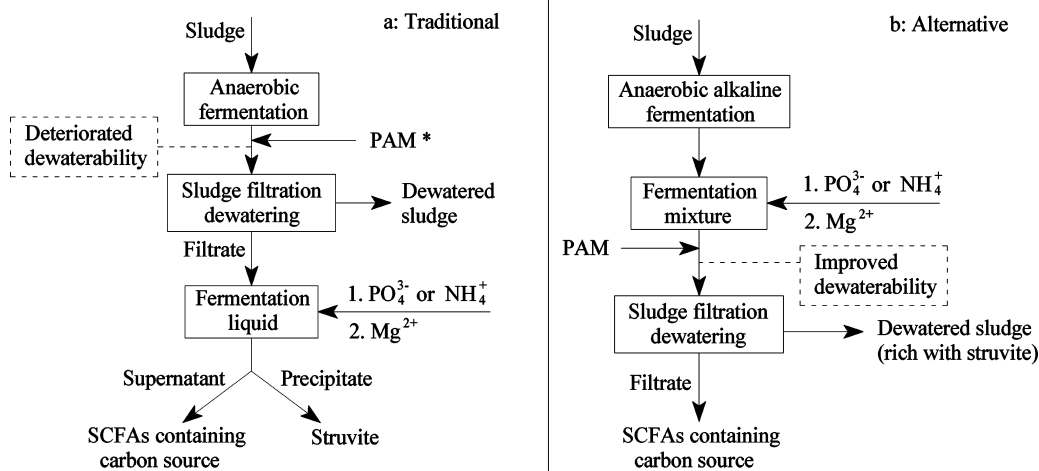 a: Traditional
Sludge
Anaerobic
fermentation
Deteriorated
dewaterability
PAM *
Sludge filtration
dewatering
Dewatered
sludge
Filtrate
Fermentation
liquid
1. PO₄³⁻ or NH₄⁺
2. Mg²⁺
Supernatant
Precipitate
SCFAs containing
carbon source
Struvite
b: Alternative
Sludge
Anaerobic alkaline
fermentation
Fermentation
mixture
1. PO₄³⁻ or NH₄⁺
2. Mg²⁺
PAM
Improved
dewaterability
Sludge filtration
dewatering
Dewatered sludge
(rich with struvite)
Filtrate
SCFAs containing
carbon source